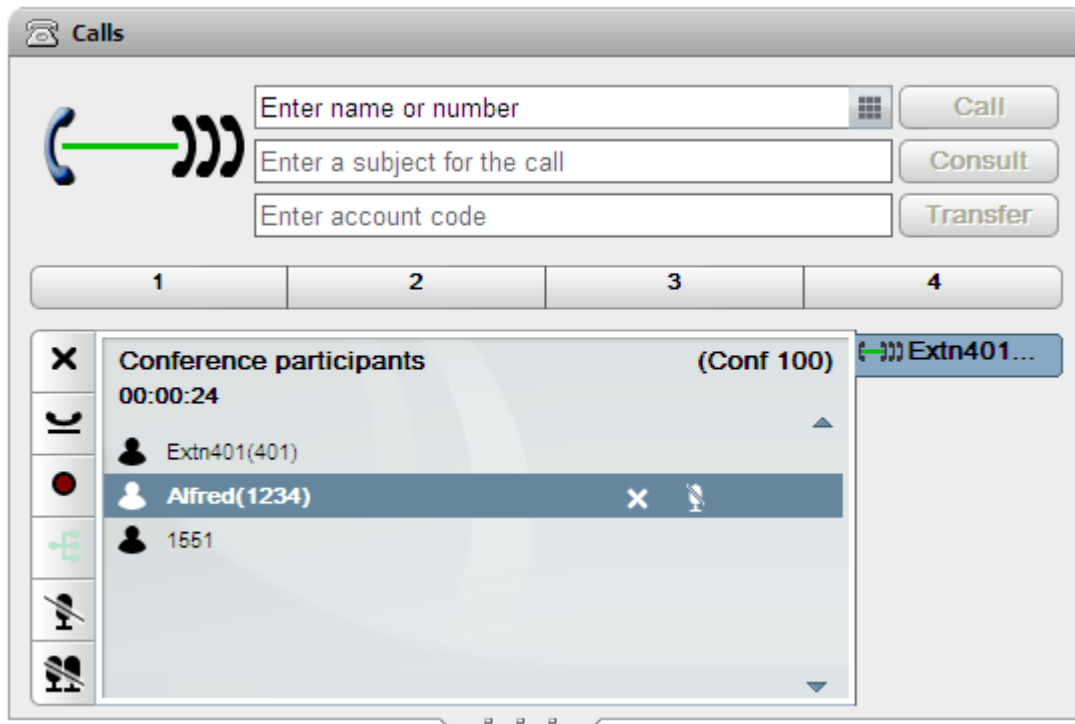 Calls
Enter name or number
Call
Enter a subject for the call
Consult
Enter account code
Transfer
1 2 3 4
Conference participants (Conf 100)
Extn401...
00:00:24
Extn401(401)
Alfred(1234)
1551